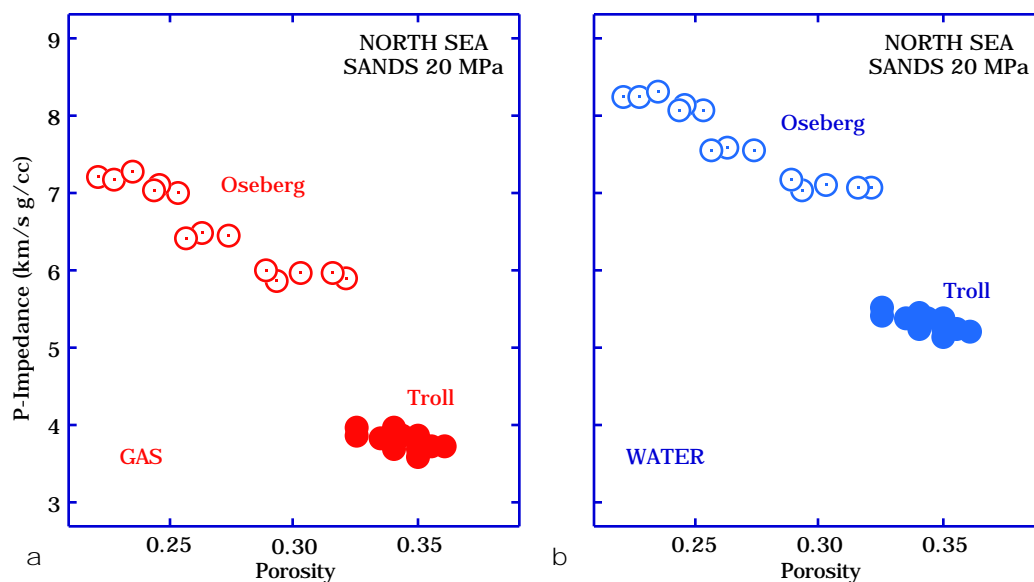 P-Impedance (km/s g/cc)
9
8
7
6
5
4
3
NORTH SEA
SANDS 20 MPa
Oseberg
Troll
GAS
0.25 0.30 0.35
Porosity
a
NORTH SEA
SANDS 20 MPa
Oseberg
Troll
WATER
0.25 0.30 0.35
Porosity
b